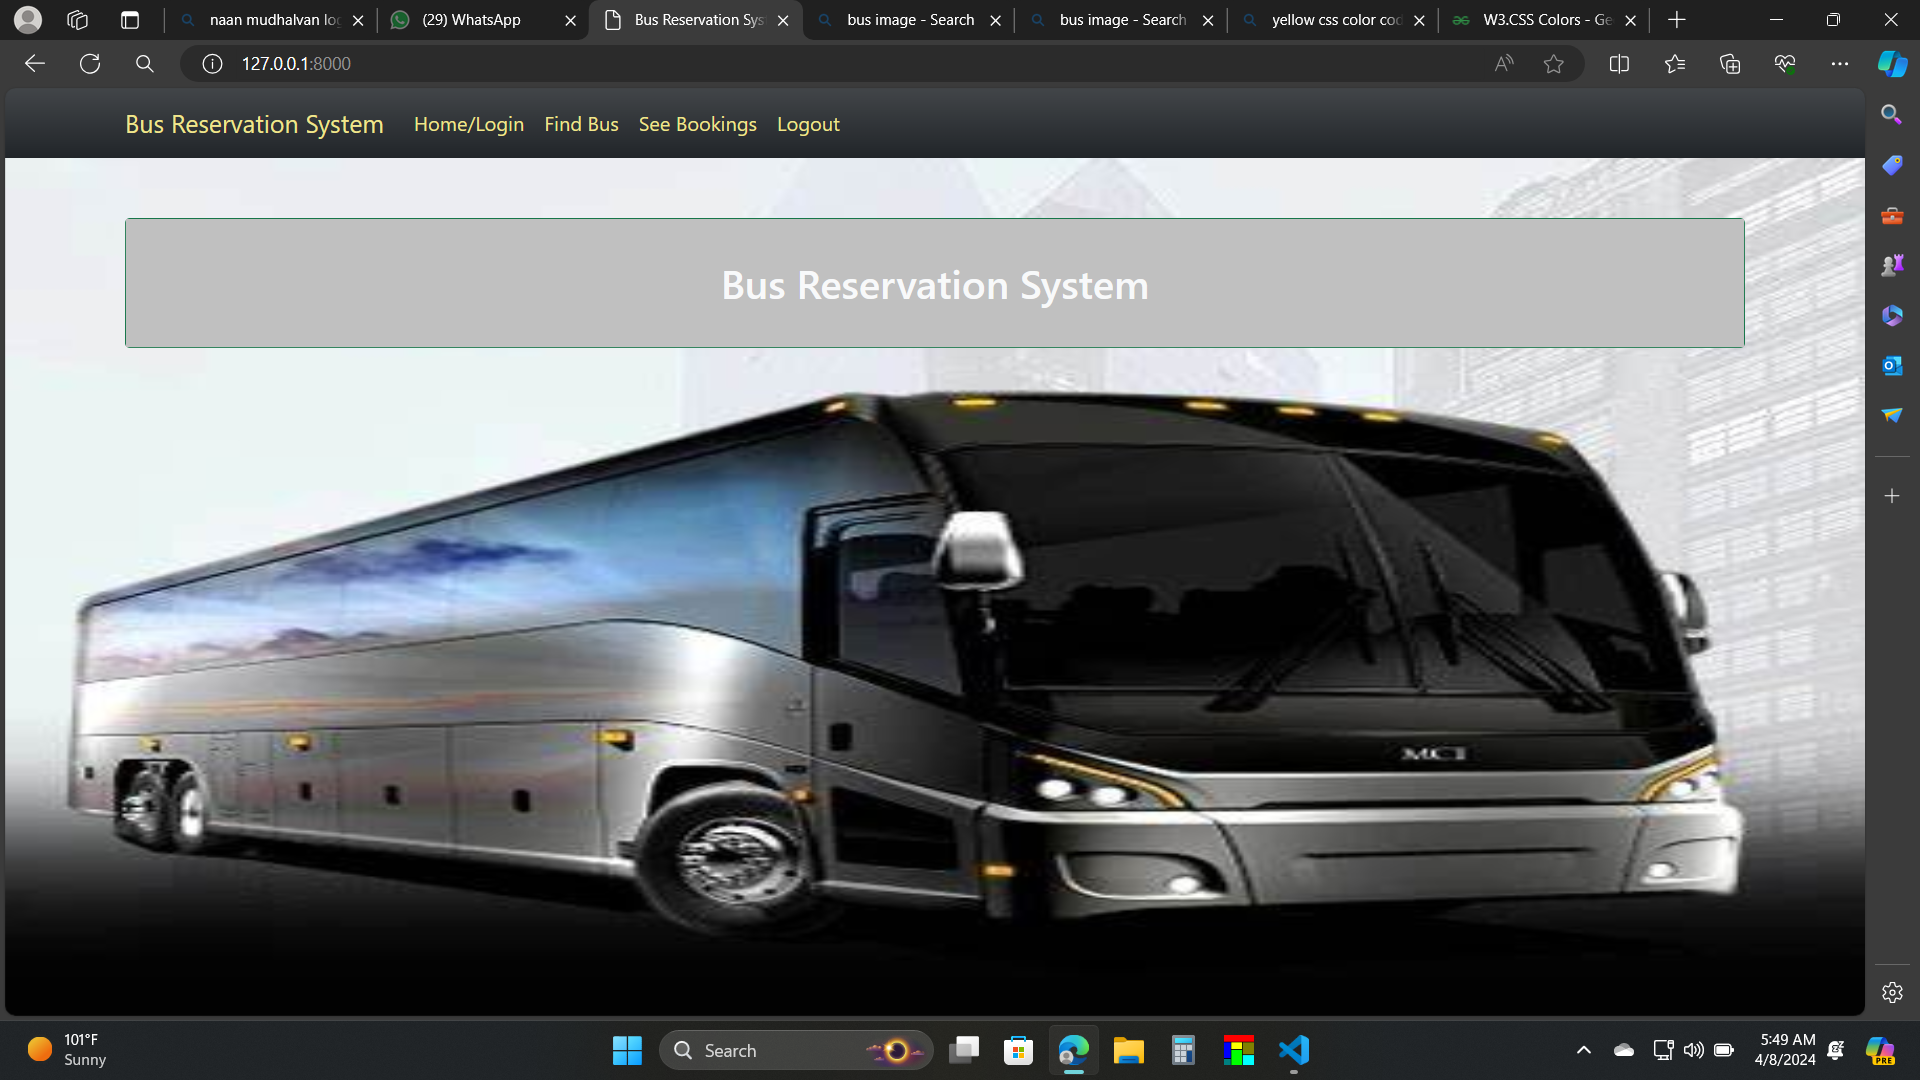 naan mudhalvan lo
(29) WhatsApp
Bus Reservation Sys
bus image - Search
bus image - Search
yellow css color cod
W3.CSS Colors - Ge
127.0.0.1:8000
Bus Reservation System
Home/Login
Find Bus
See Bookings
Logout
Bus Reservation System
MCI
101°F
Sunny
Search
5:49 AM
4/8/2024
PRE